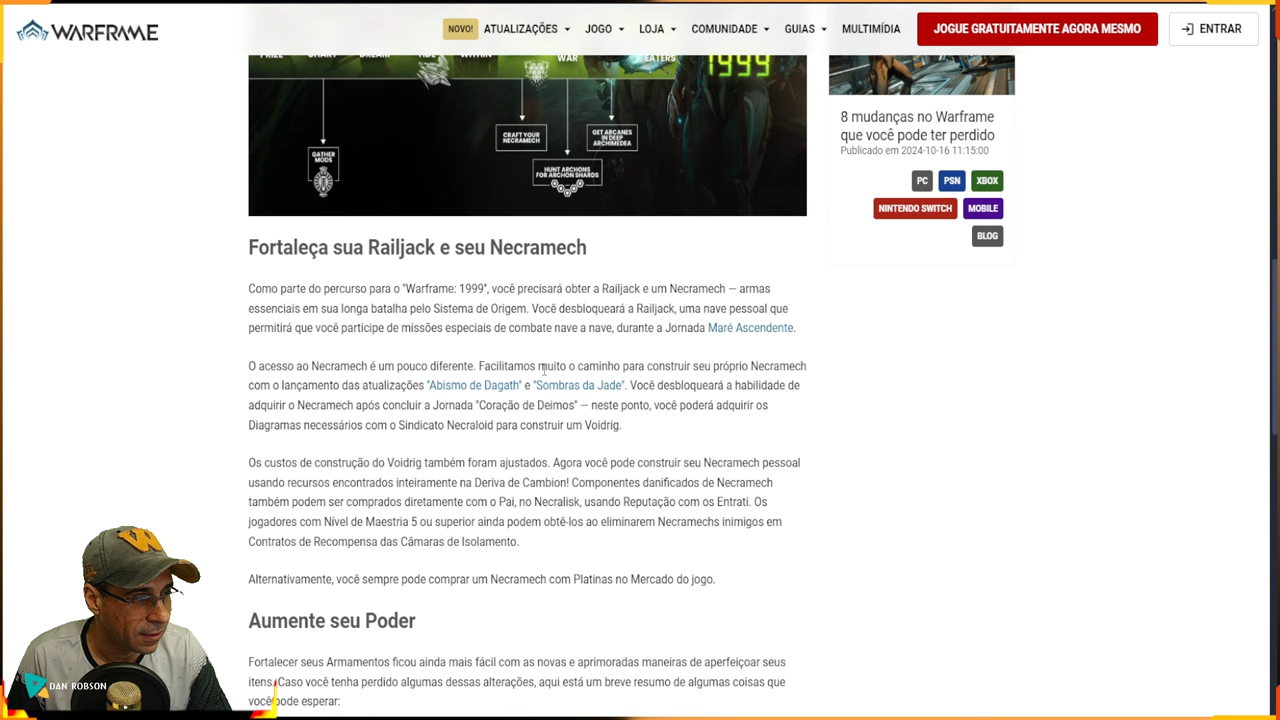 WARFRAME
NOVO! ATUALIZAÇÕES JOGO LOJA COMUNIDADE GUIAS MULTIMÍDIA JOGUE GRATUITAMENTE AGORA MESMO ENTRAR
WITHIN WAR EATERS 1999
CRAFT YOUR
NECRAMECH
GET ARCANES
IN DEEP
ARCHIMEDEA
GATHER
MODS
HUNT ARCHONS
FOR ARCHON SHARDS
8 mudanças no Warframe
que você pode ter perdido
Publicado em 2024-10-16 11:15:00
PC PSN XBOX
NINTENDO SWITCH MOBILE
BLOG
Fortaleça sua Railjack e seu Necramech
Como parte do percurso para o "Warframe: 1999", você precisará obter a Railjack e um Necramech — armas
essenciais em sua longa batalha pelo Sistema de Origem. Você desbloqueará a Railjack, uma nave pessoal que
permitirá que você participe de missões especiais de combate nave a nave, durante a Jornada Maré Ascendente.
O acesso ao Necramech é um pouco diferente. Facilitamos muito o caminho para construir seu próprio Necramech
com o lançamento das atualizações "Abismo de Dagath" e "Sombras da Jade". Você desbloqueará a habilidade de
adquirir o Necramech após concluir a Jornada "Coração de Deimos" — neste ponto, você poderá adquirir os
Diagramas necessários com o Sindicato Necraloid para construir um Voidrig.
Os custos de construção do Voidrig também foram ajustados. Agora você pode construir seu Necramech pessoal
usando recursos encontrados inteiramente na Deriva de Cambion! Componentes danificados de Necramech
também podem ser comprados diretamente com o Pai, no Necralisk, usando Reputação com os Entrati. Os
jogadores com Nível de Maestria 5 ou superior ainda podem obtê-los ao eliminarem Necramechs inimigos em
Contratos de Recompensa das Câmaras de Isolamento.
Alternativamente, você sempre pode comprar um Necramech com Platinas no Mercado do jogo.
Aumente seu Poder
Fortalecer seus Armamentos ficou ainda mais fácil com as novas e aprimoradas maneiras de aperfeiçoar seus
itens. Caso você tenha perdido algumas dessas alterações, aqui está um breve resumo de algumas coisas que
você pode esperar:
DAN ROBSON